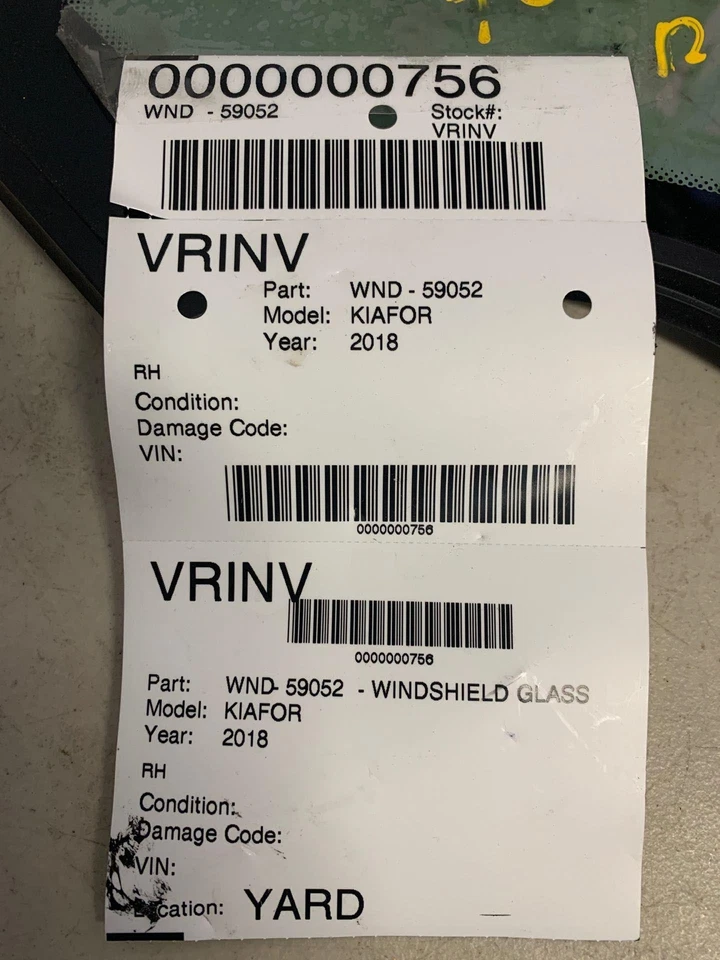 0000000756
WND - 59052 Stock#:
VRINV
VRINV
Part: WND - 59052
Model: KIAFOR
Year: 2018
RH
Condition:
Damage Code:
VIN:
0000000756
VRINV
0000000756
Part: WND- 59052 - WINDSHIELD GLASS
Model: KIAFOR
Year: 2018
RH
Condition:
Damage Code:
VIN:
Location: YARD